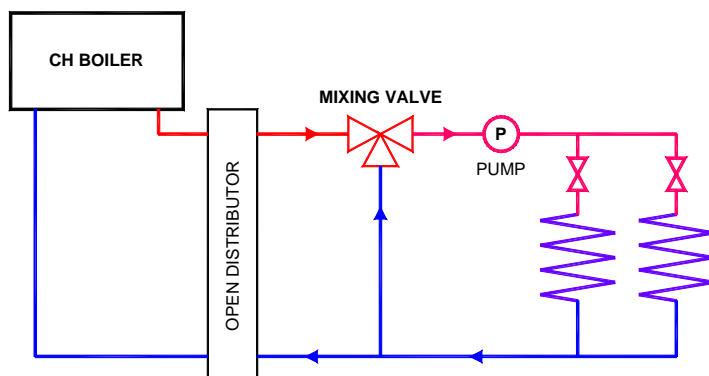 CH BOILER
MIXING VALVE
P
PUMP
OPEN DISTRIBUTOR